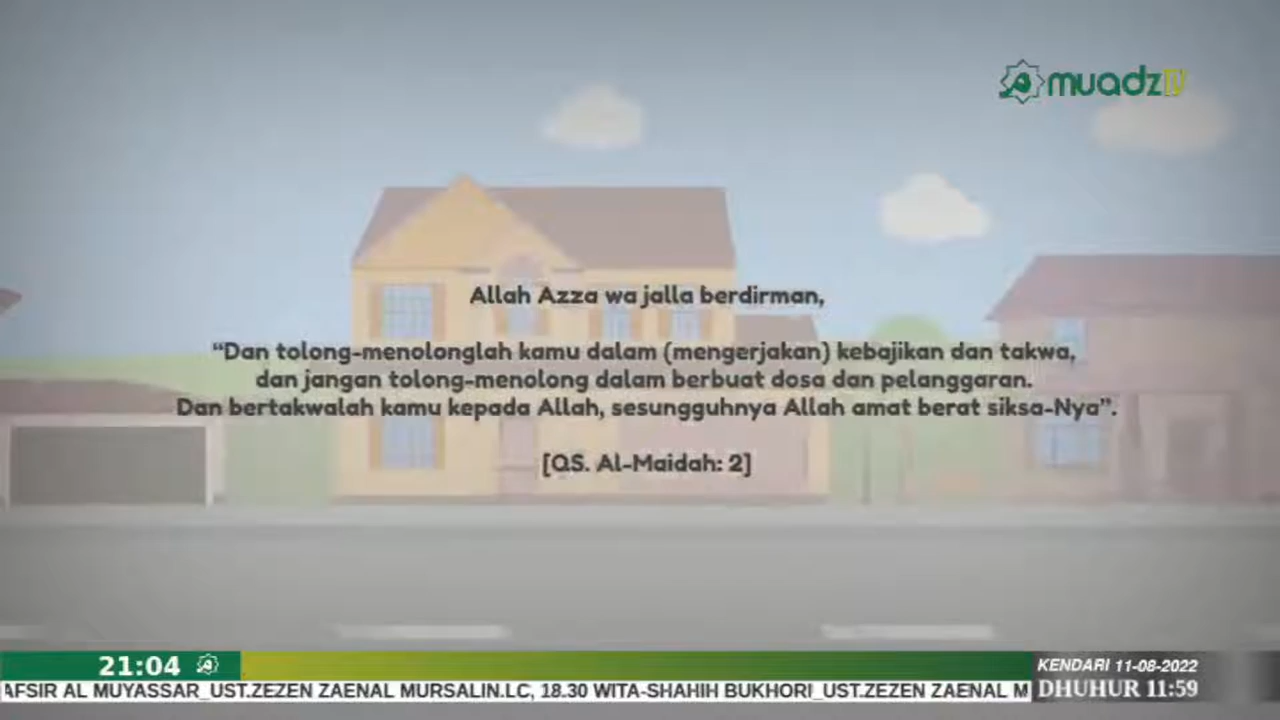 muadz TV
Allah Azza wa jalla berdirman,
“Dan tolong-menolonglah kamu dalam (mengerjakan) kebajikan dan takwa,
dan jangan tolong-menolong dalam berbuat dosa dan pelanggaran.
Dan bertakwalah kamu kepada Allah, sesungguhnya Allah amat berat siksa-Nya”.
[QS. Al-Maidah: 2]
21:04
KENDARI 11-08-2022
AFSIR AL MUYASSAR_UST.ZEZEN ZAENAL MURSALIN.LC, 18.30 WITA-SHAHIH BUKHORI_UST.ZEZEN ZAENAL M
DHUHUR 11:59